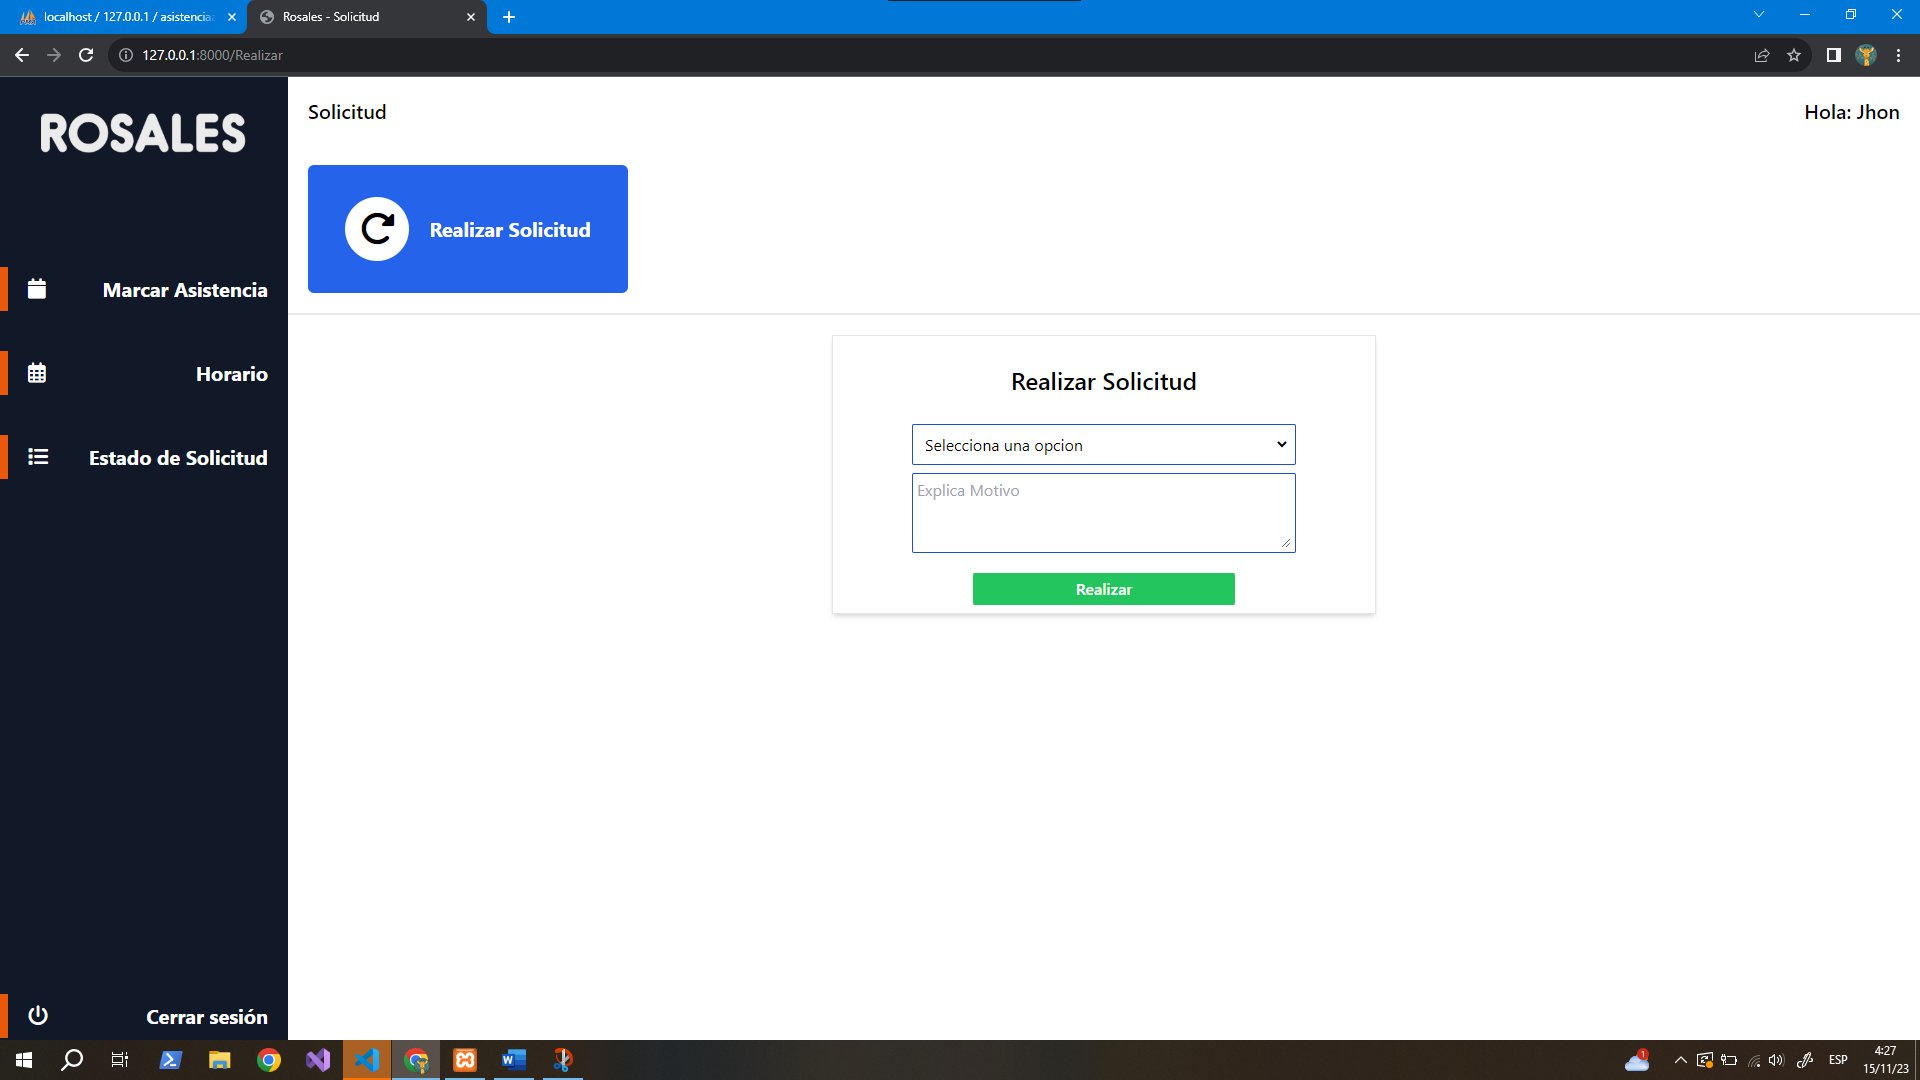 localhost / 127.0.0.1 / asistencia
Rosales - Solicitud
127.0.0.1:8000/Realizar
ROSALES
Solicitud
Hola: Jhon
Realizar Solicitud
Marcar Asistencia
Horario
Estado de Solicitud
Realizar Solicitud
Selecciona una opcion
Explica Motivo
Realizar
Cerrar sesión
1
ESP
4:27
15/11/23